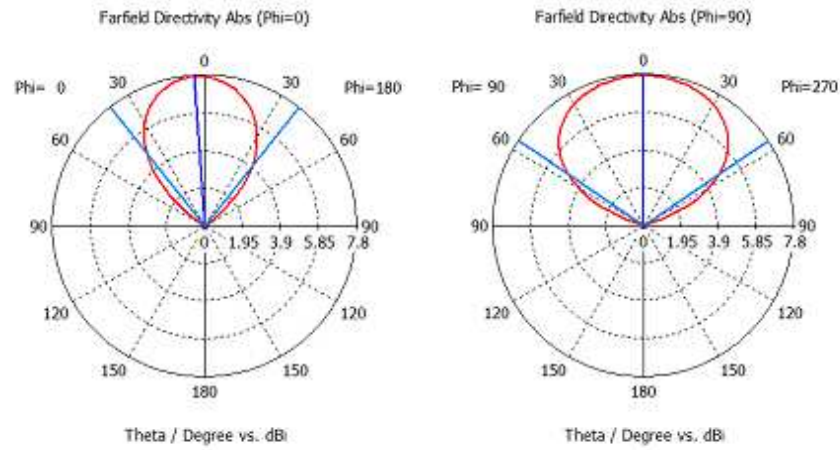 Farfield Directivity Abs (Phi=0)
0
30 30
Phi= 0 Phi=180
60 60
90 90
0 1.95 3.9 5.85 7.8
120 120
150 150
180
Theta / Degree vs. dBi
Farfield Directivity Abs (Phi=90)
0
30 30
Phi= 90 Phi=270
60 60
90 90
0 1.95 3.9 5.85 7.8
120 120
150 150
180
Theta / Degree vs. dBi